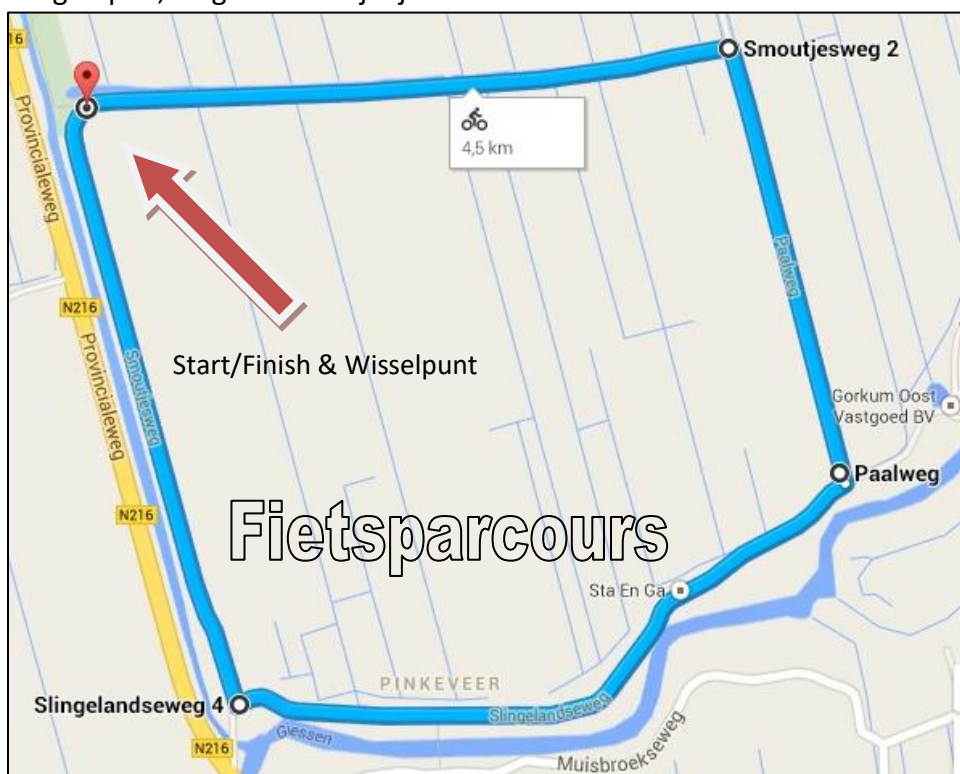 16
Smoutjesweg 2
4,5 km
Provincialeweg
Paalweg
N216
Start/Finish & Wisselpunt
Provincialeweg
Smoutjesweg
Gorkum Oost
Vastgoed BV
Paalweg
N216
Fietsparcours
Sta En Ga
PINKEVEER
Slingelandseweg 4
Slingelandseweg
Giessen
N216
Muisbroekseweg